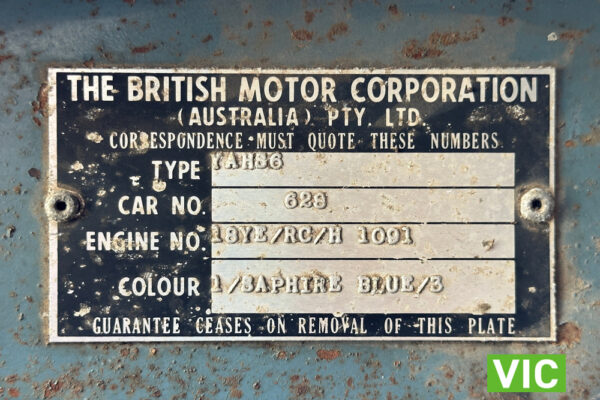 THE BRITISH MOTOR CORPORATION
(AUSTRALIA) PTY. LTD.
CORRESPONDENCE MUST QUOTE THESE NUMBERS
TYPE YAHS6
CAR NO. 628
ENGINE NO. 18YE/RC/H 1091
COLOUR 1/SAPHIRE BLUE/3
GUARANTEE CEASES ON REMOVAL OF THIS PLATE
VIC